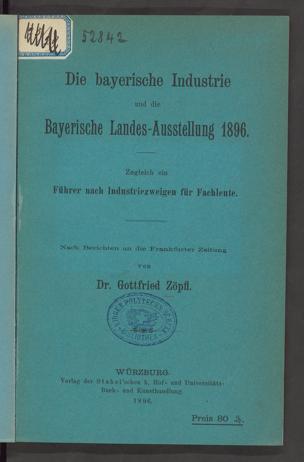 52842
Die bayerische Industrie
und die
Bayerische Landes-Ausstellung 1896.
Zugleich ein
Führer nach Industriezweigen für Fachleute.
Nach Berichten an die Frankfurter Zeitung
von
Dr. Gottfried Zöpfl.
WÜRZBURG.
Verlag der Stahel'schen k. Hof- und Universitäts-
Buch- und Kunsthandlung
1896.
Preis 80 ₰.